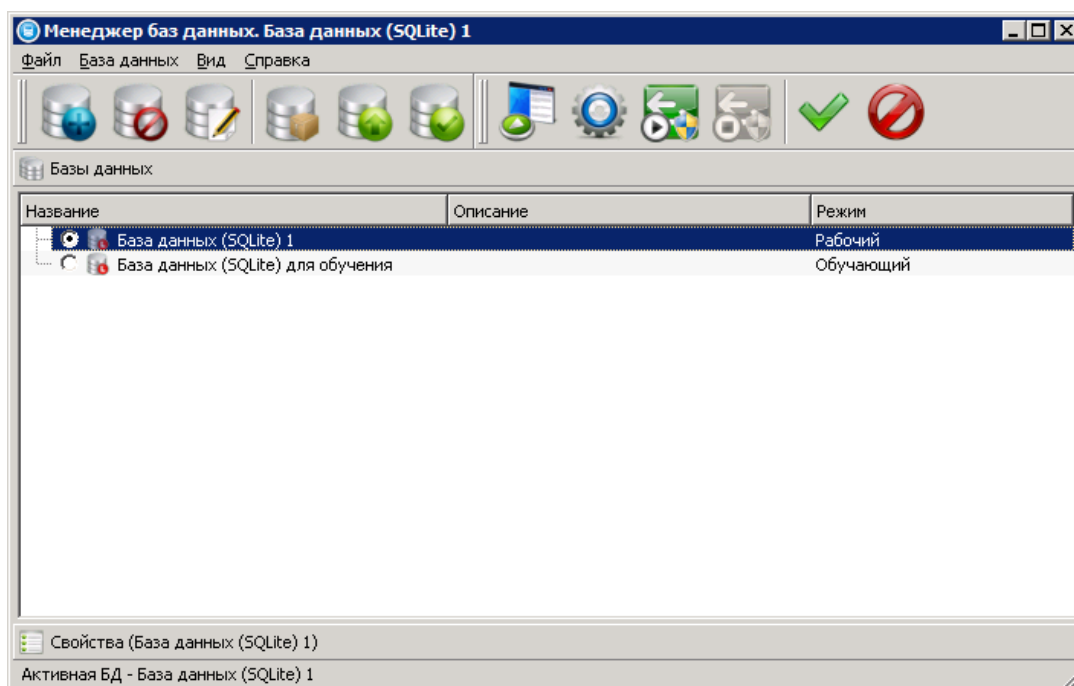 Менеджер баз данных. База данных (SQLite) 1
Файл База данных Вид Справка
Базы данных
Название Описание Режим
База данных (SQLite) 1 Рабочий
База данных (SQLite) для обучения Обучающий
Свойства (База данных (SQLite) 1)
Активная БД - База данных (SQLite) 1